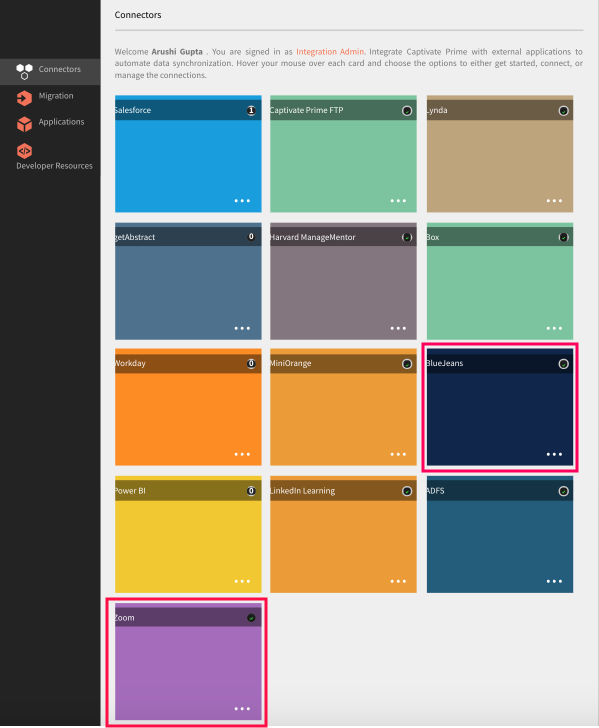 Connectors
Welcome Arushi Gupta . You are signed in as Integration Admin. Integrate Captivate Prime with external applications to
automate data synchronization. Hover your mouse over each card and choose the options to either get started, connect, or
manage the connections.
Connectors
Migration
Applications
Developer Resources
Salesforce 1
Captivate Prime FTP
Lynda
getAbstract 0
Harvard ManageMentor
Box
Workday 0
MiniOrange
BlueJeans
Power BI 0
LinkedIn Learning
ADFS
Zoom